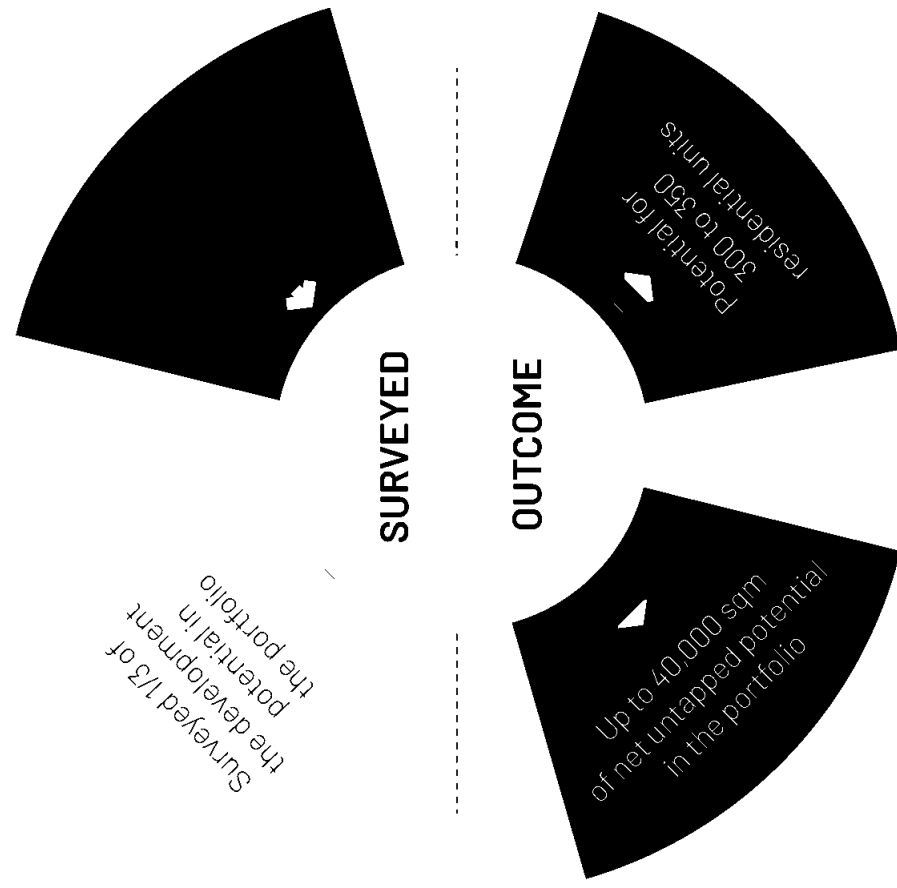 SURVEYED
Surveyed 1/3 of
the development
potential in
the portfolio
OUTCOME
Potential for
300 to 350
residential units
Up to 40,000 sqm
of net untapped potential
in the portfolio